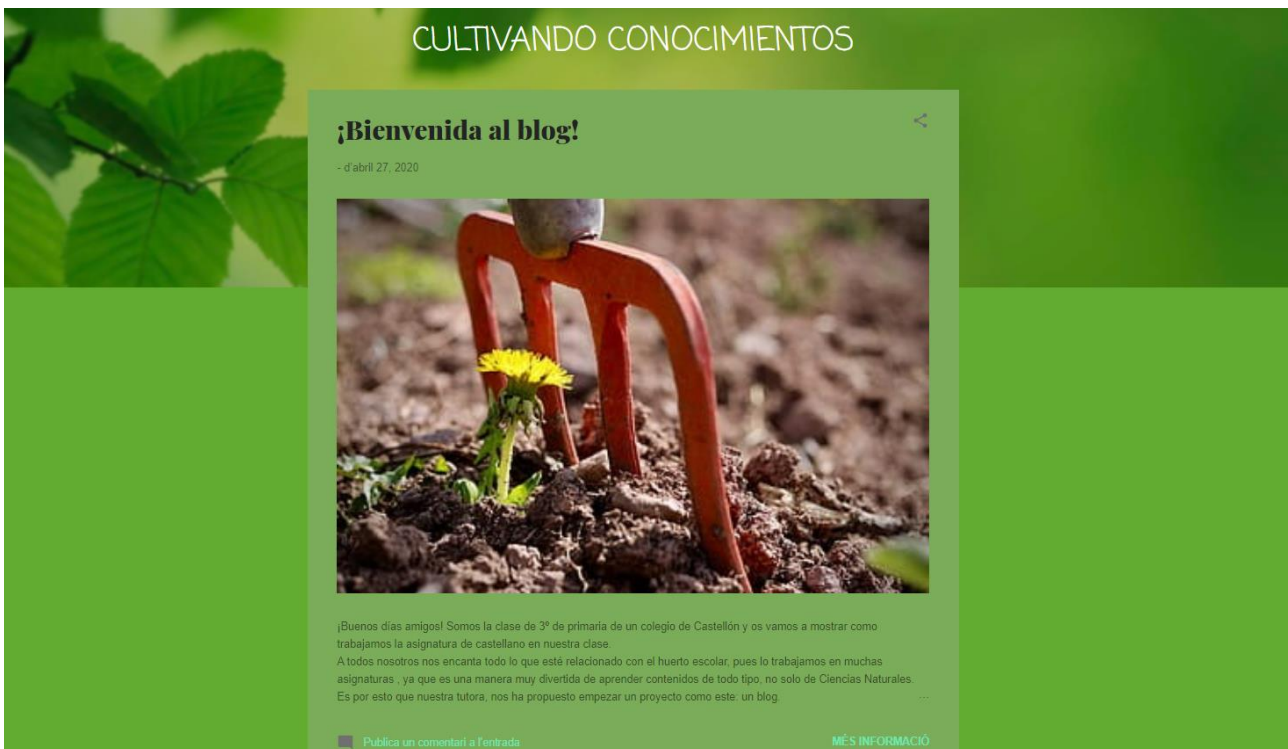 CULTIVANDO CONOCIMIENTOS
¡Bienvenida al blog!
- d'abril 27, 2020
¡Buenos días amigos! Somos la clase de 3º de primaria de un colegio de Castellón y os vamos a mostrar como
trabajamos la asignatura de castellano en nuestra clase.
A todos nosotros nos encanta todo lo que esté relacionado con el huerto escolar, pues lo trabajamos en muchas
asignaturas , ya que es una manera muy divertida de aprender contenidos de todo tipo, no solo de Ciencias Naturales.
Es por esto que nuestra tutora, nos ha propuesto empezar un proyecto como este: un blog. ...
Publica un comentari a l'entrada MÉS INFORMACIÓ